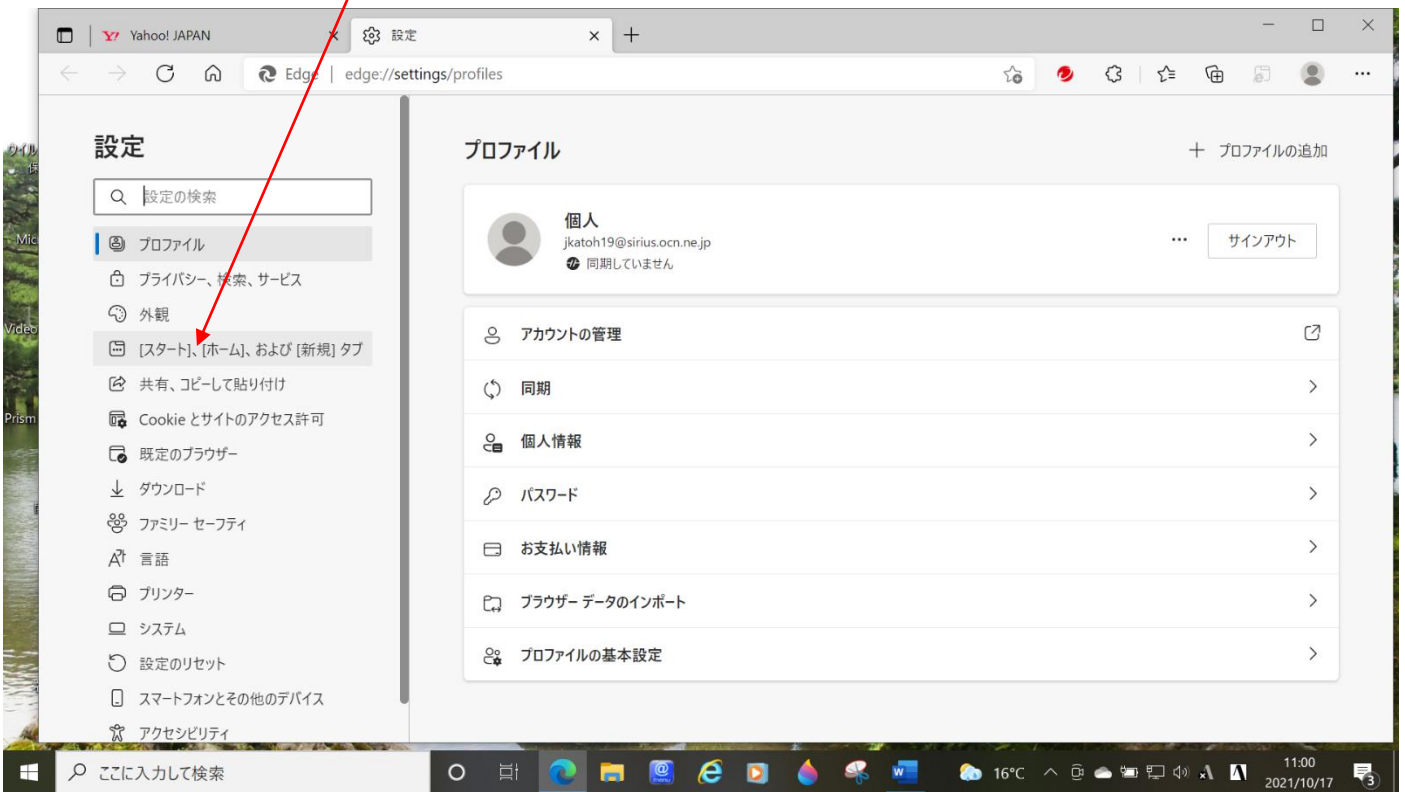 Yahoo! JAPAN
設定
Edge | edge://settings/profiles
設定
設定の検索
プロファイル
プライバシー、検索、サービス
外観
[スタート]、[ホーム]、および [新規] タブ
共有、コピーして貼り付け
Cookie とサイトのアクセス許可
既定のブラウザー
ダウンロード
ファミリー セーフティ
言語
プリンター
システム
設定のリセット
スマートフォンとその他のデバイス
アクセシビリティ
プロファイル
プロファイルの追加
個人
jkatoh19@sirius.ocn.ne.jp
同期していません
サインアウト
アカウントの管理
同期
個人情報
パスワード
お支払い情報
ブラウザー データのインポート
プロファイルの基本設定
Mic
Video
Prism
ここに入力して検索
16°C
11:00
2021/10/17
3